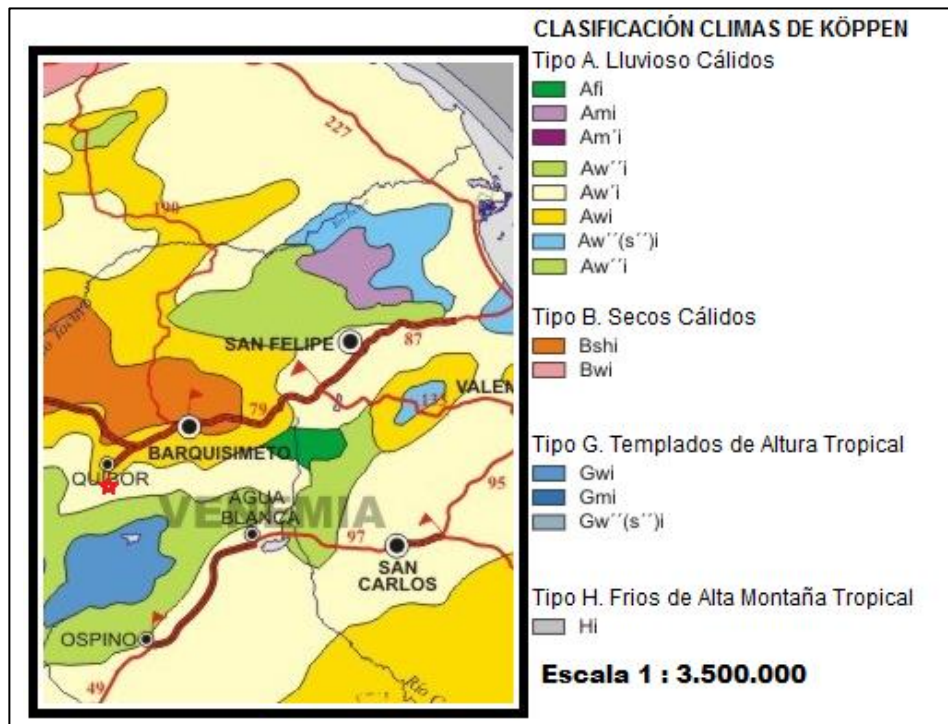 CLASIFICACIÓN CLIMAS DE KÖPPEN
Tipo A. Lluvioso Cálidos
Afi
Ami
Am´i
Aw´´i
Aw´i
Awi
Aw´´(s´´)i
Aw´´i
Tipo B. Secos Cálidos
Bshi
Bwi
Tipo G. Templados de Altura Tropical
Gwi
Gmi
Gw´´(s´´)i
Tipo H. Frios de Alta Montaña Tropical
Hi
Escala 1 : 3.500.000
227
190
SAN FELIPE
87
VALEN
133
79
BARQUISIMETO
QUIBOR
95
AGUA
BLANCA
VENEMIA
97
SAN
CARLOS
OSPINO
49